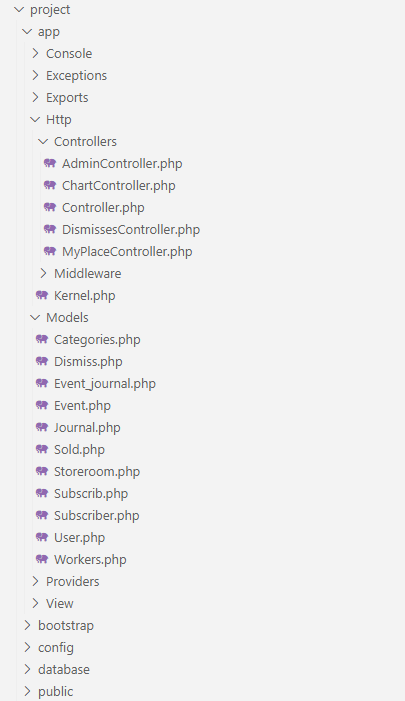 project
app
Console
Exceptions
Exports
Http
Controllers
AdminController.php
ChartController.php
Controller.php
DismissesController.php
MyPlaceController.php
Middleware
Kernel.php
Models
Categories.php
Dismiss.php
Event_journal.php
Event.php
Journal.php
Sold.php
Storeroom.php
Subscrib.php
Subscriber.php
User.php
Workers.php
Providers
View
bootstrap
config
database
public